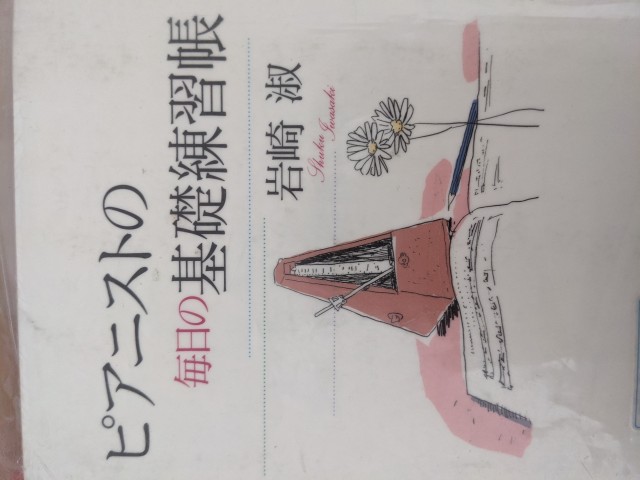 ピアニストの
毎日の基礎練習帳
岩崎 淑
Shuku Iwasaki